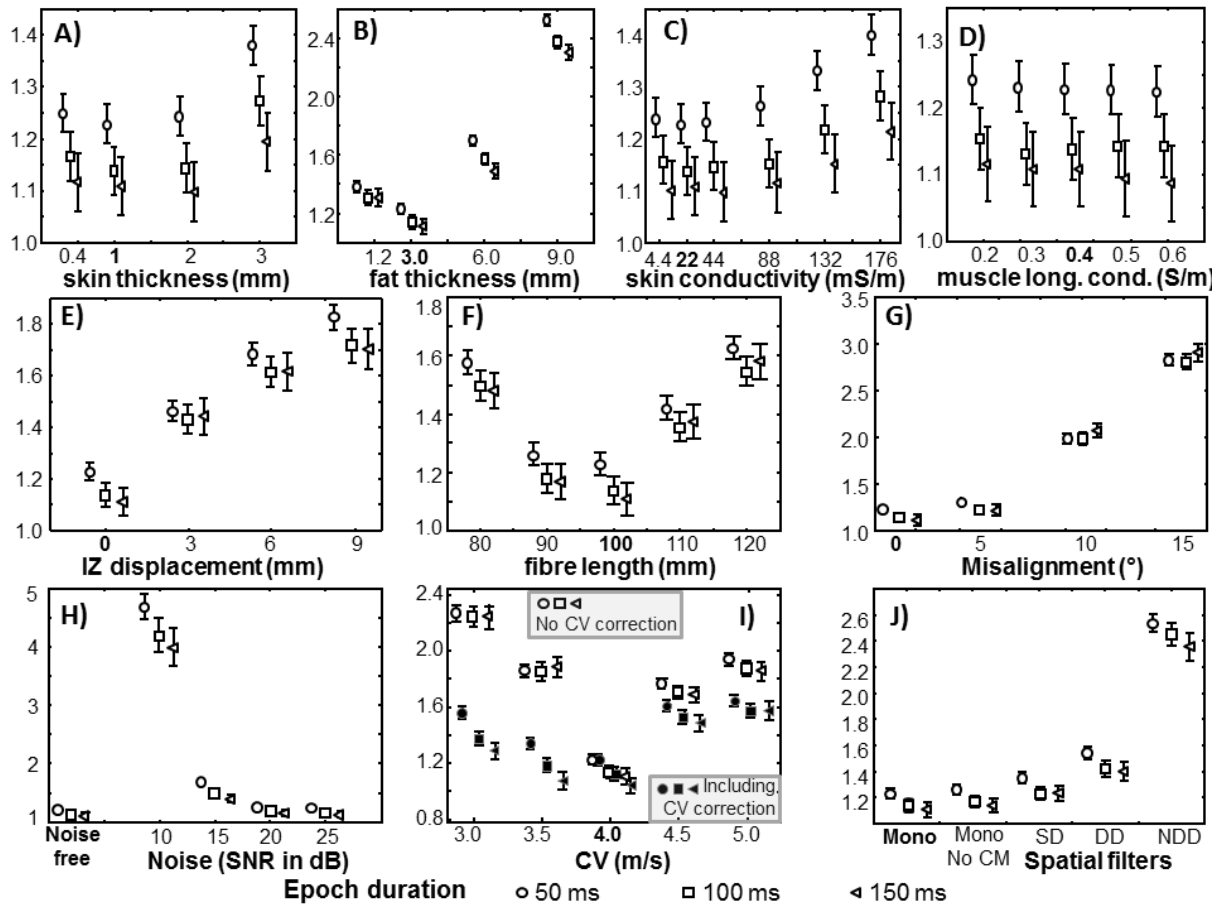 A)
1.4
1.3
1.2
1.1
1.0
0.4 1 2 3
skin thickness (mm)
B)
2.4
2.0
1.6
1.2
1.2 3.0 6.0 9.0
fat thickness (mm)
C)
1.4
1.3
1.2
1.1
1.0
4.4 22 44 88 132 176
skin conductivity (mS/m)
D)
1.3
1.2
1.1
1.0
0.2 0.3 0.4 0.5 0.6
muscle long. cond. (S/m)
E)
1.8
1.6
1.4
1.2
1.0
0 3 6 9
IZ displacement (mm)
F)
1.8
1.6
1.4
1.2
1.0
80 90 100 110 120
fibre length (mm)
G)
3.5
3.0
2.5
2.0
1.5
1.0
0 5 10 15
Misalignment (°)
H)
5
4
3
2
1
Noise free 10 15 20 25
Noise (SNR in dB)
I)
2.4
2.0
1.6
1.2
0.8
No CV correction
Including.
CV correction
3.0 3.5 4.0 4.5 5.0
CV (m/s)
J)
2.6
2.4
2.2
2.0
1.8
1.6
1.4
1.2
Mono Mono No CM SD DD NDD
Spatial filters
Epoch duration 50 ms 100 ms 150 ms